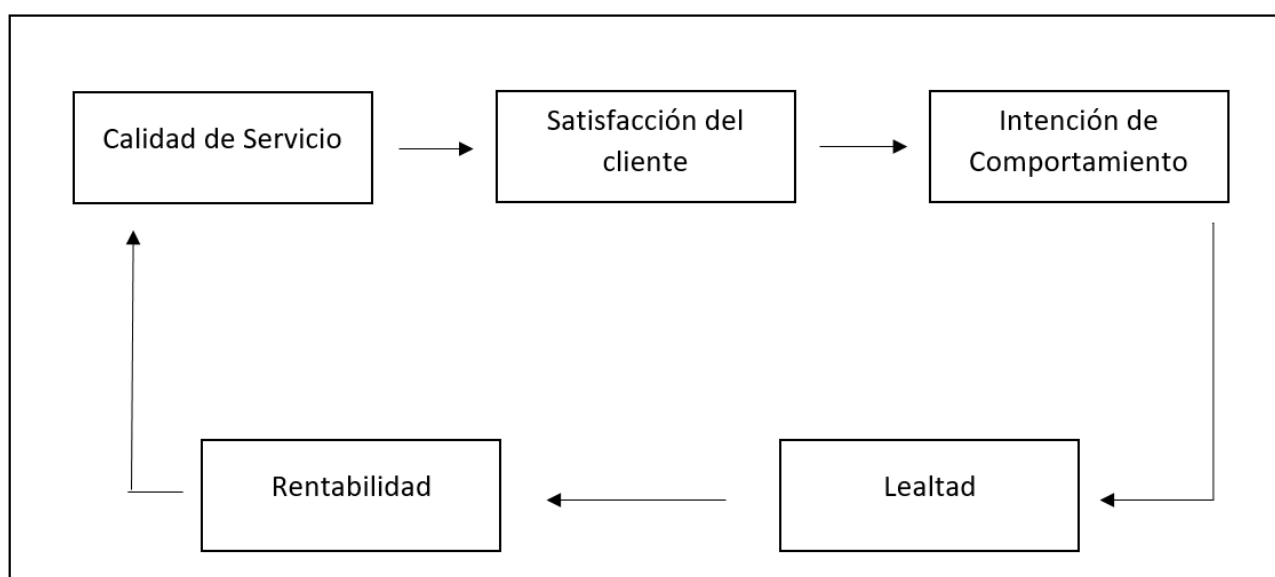 Calidad de Servicio
Satisfacción del
cliente
Intención de
Comportamiento
Rentabilidad
Lealtad